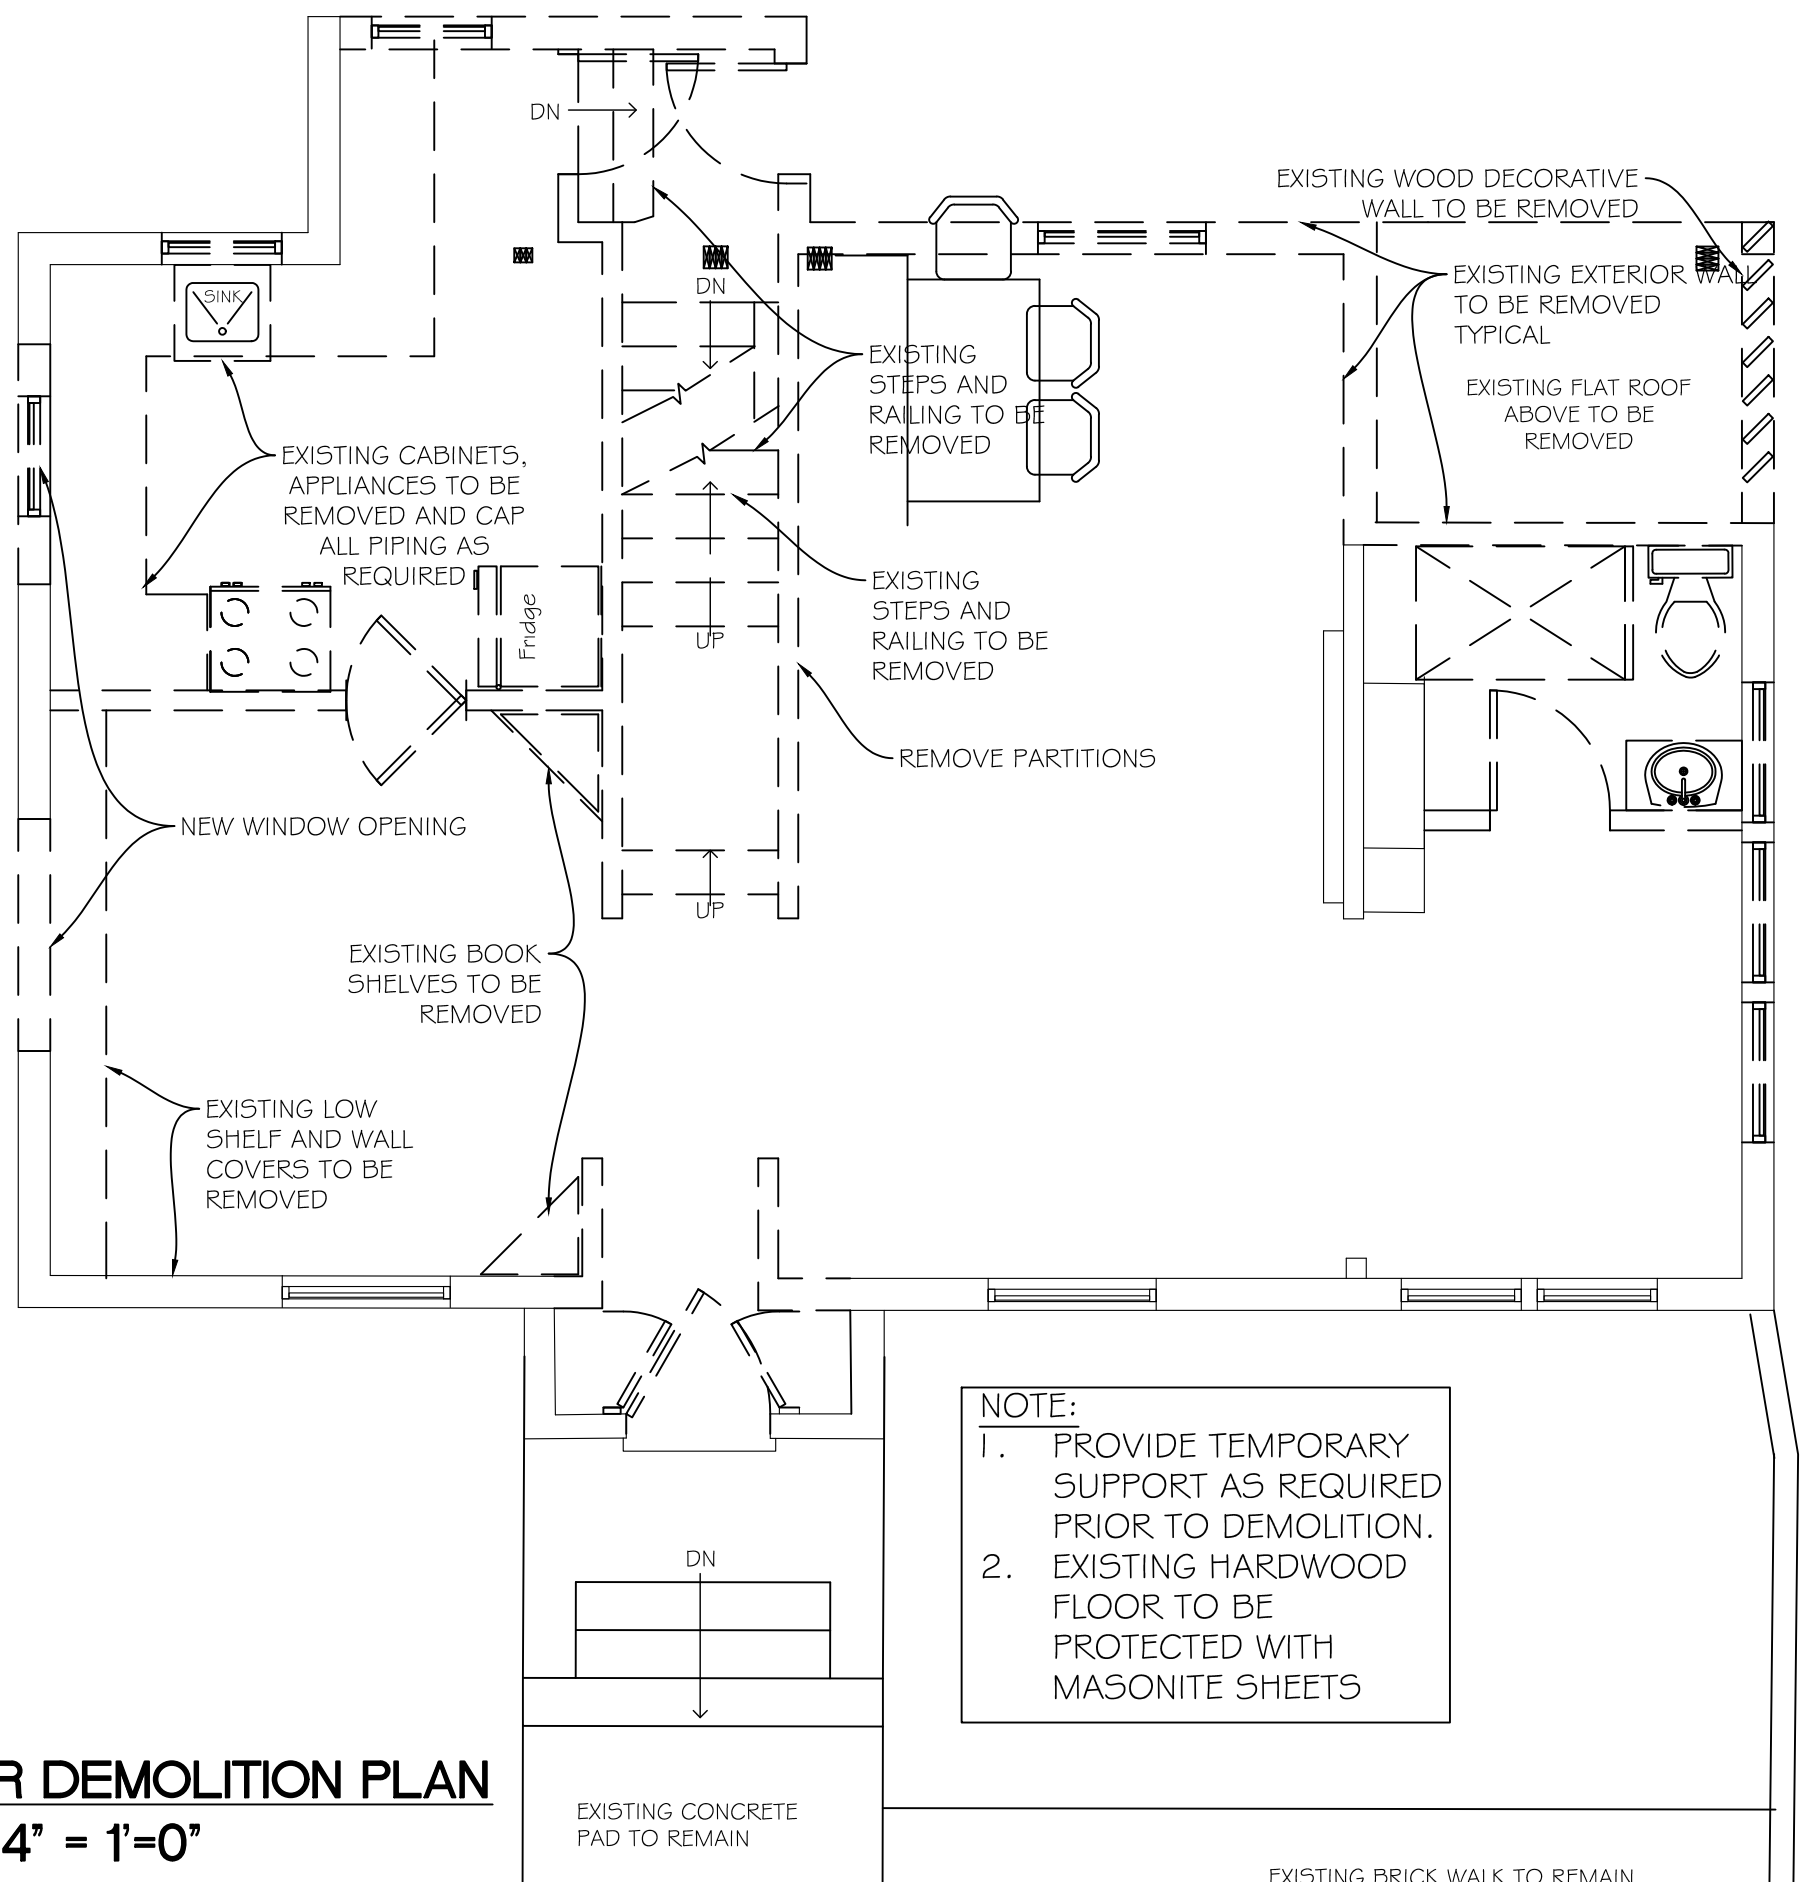 DN
EXISTING WOOD DECORATIVE
WALL TO BE REMOVED
EXISTING EXTERIOR WALL
TO BE REMOVED
TYPICAL
SINK
DN
EXISTING
STEPS AND
RAILING TO BE
REMOVED
EXISTING FLAT ROOF
ABOVE TO BE
REMOVED
EXISTING CABINETS,
APPLIANCES TO BE
REMOVED AND CAP
ALL PIPING AS
REQUIRED
Fridge
UP
EXISTING
STEPS AND
RAILING TO BE
REMOVED
REMOVE PARTITIONS
NEW WINDOW OPENING
UP
EXISTING BOOK
SHELVES TO BE
REMOVED
EXISTING LOW
SHELF AND WALL
COVERS TO BE
REMOVED
NOTE:
1. PROVIDE TEMPORARY
SUPPORT AS REQUIRED
PRIOR TO DEMOLITION.
2. EXISTING HARDWOOD
FLOOR TO BE
PROTECTED WITH
MASONITE SHEETS
DN
R DEMOLITION PLAN
4" = 1'=0"
EXISTING CONCRETE
PAD TO REMAIN
EXISTING BRICK WALK TO REMAIN